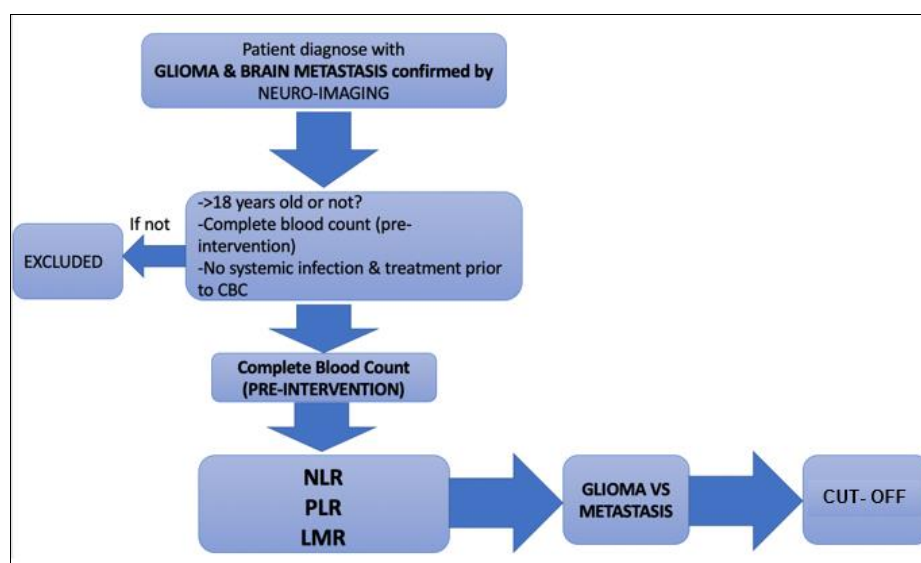 Patient diagnose with
GLIOMA & BRAIN METASTASIS confirmed by
NEURO-IMAGING
->18 years old or not?
-Complete blood count (pre-
intervention)
-No systemic infection & treatment prior
to CBC
If not
EXCLUDED
Complete Blood Count
(PRE-INTERVENTION)
NLR
PLR
LMR
GLIOMA VS
METASTASIS
CUT- OFF